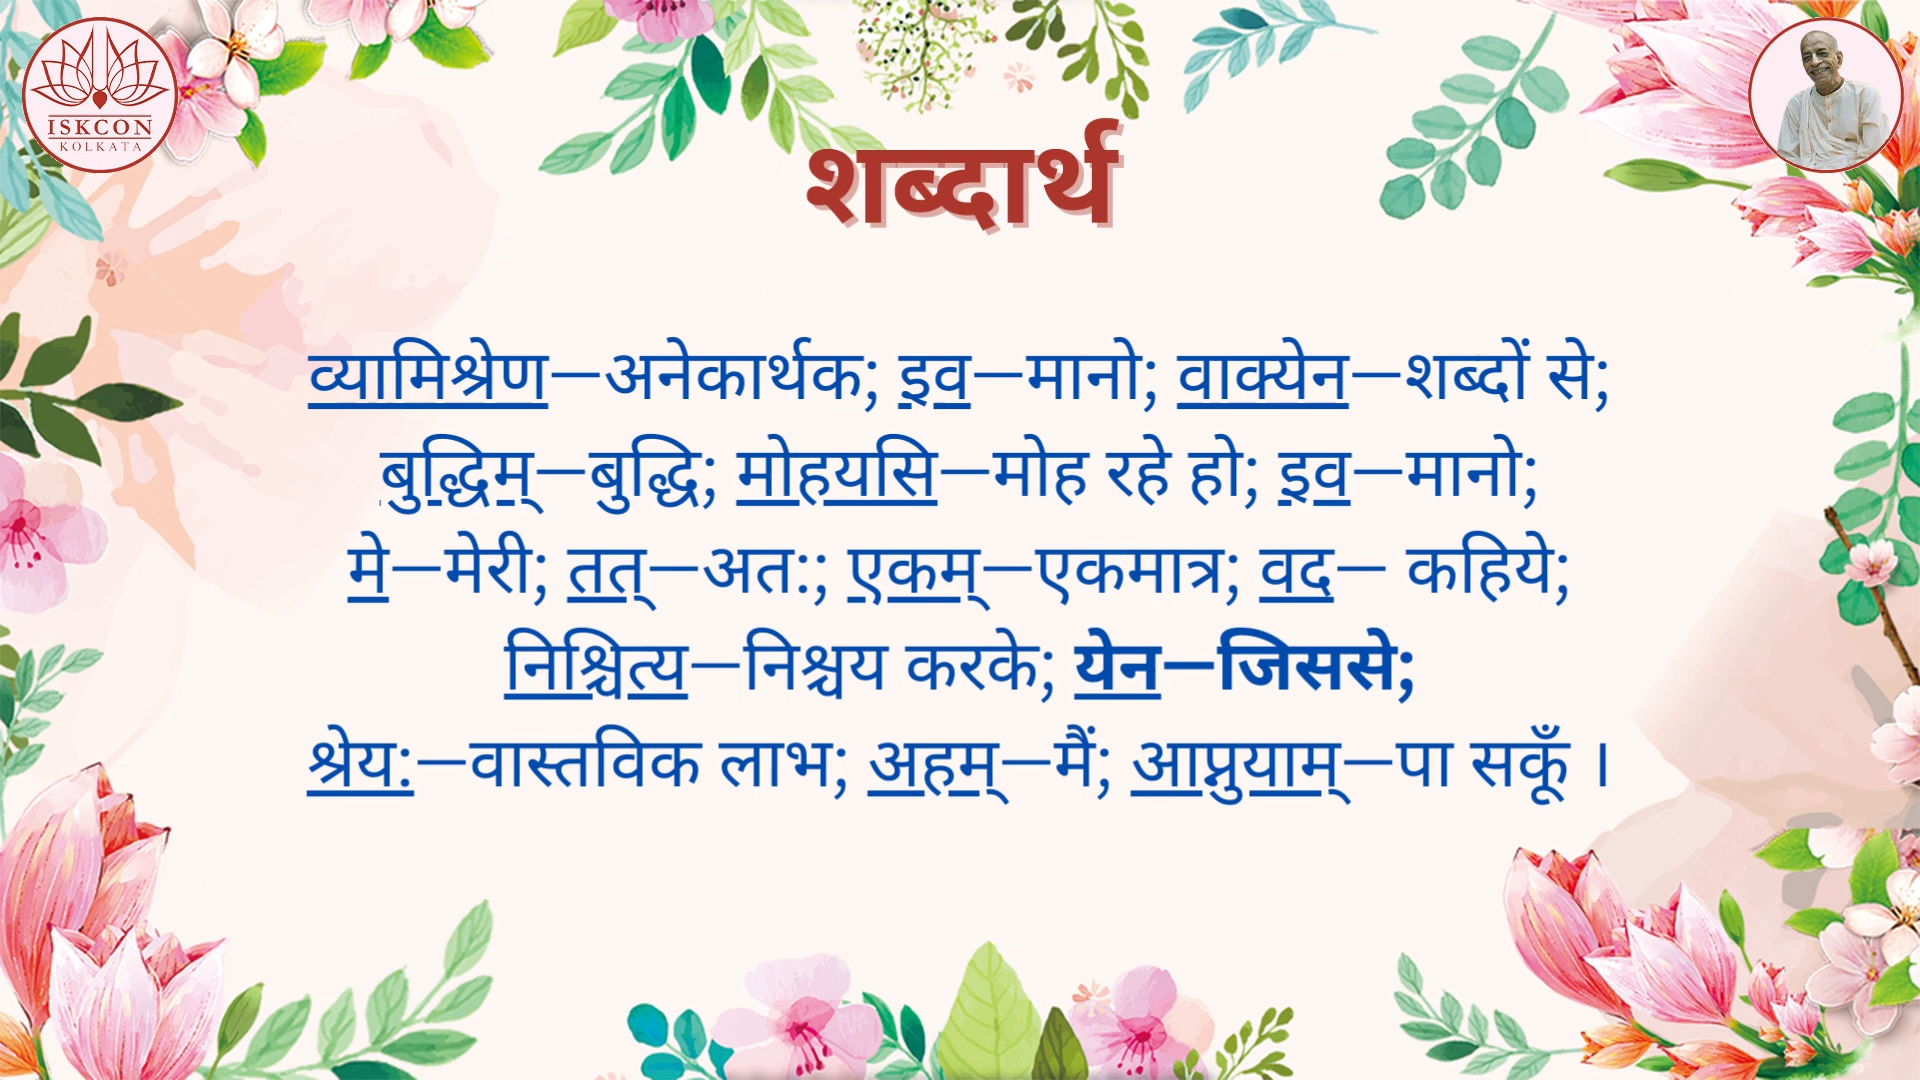 ISKCON
KOLKATA
शब्दार्थ
व्यामिश्रेण—अनेकार्थक; इव—मानो; वाक्येन—शब्दों से;
बुद्धिम्—बुद्धि; मोहयसि—मोह रहे हो; इव—मानो;
मे—मेरी; तत्—अत:; एकम्—एकमात्र; वद— कहिये;
निश्चित्य—निश्चय करके; येन—जिससे;
श्रेय:—वास्तविक लाभ; अहम्—मैं; आप्नुयाम्—पा सकूँ ।